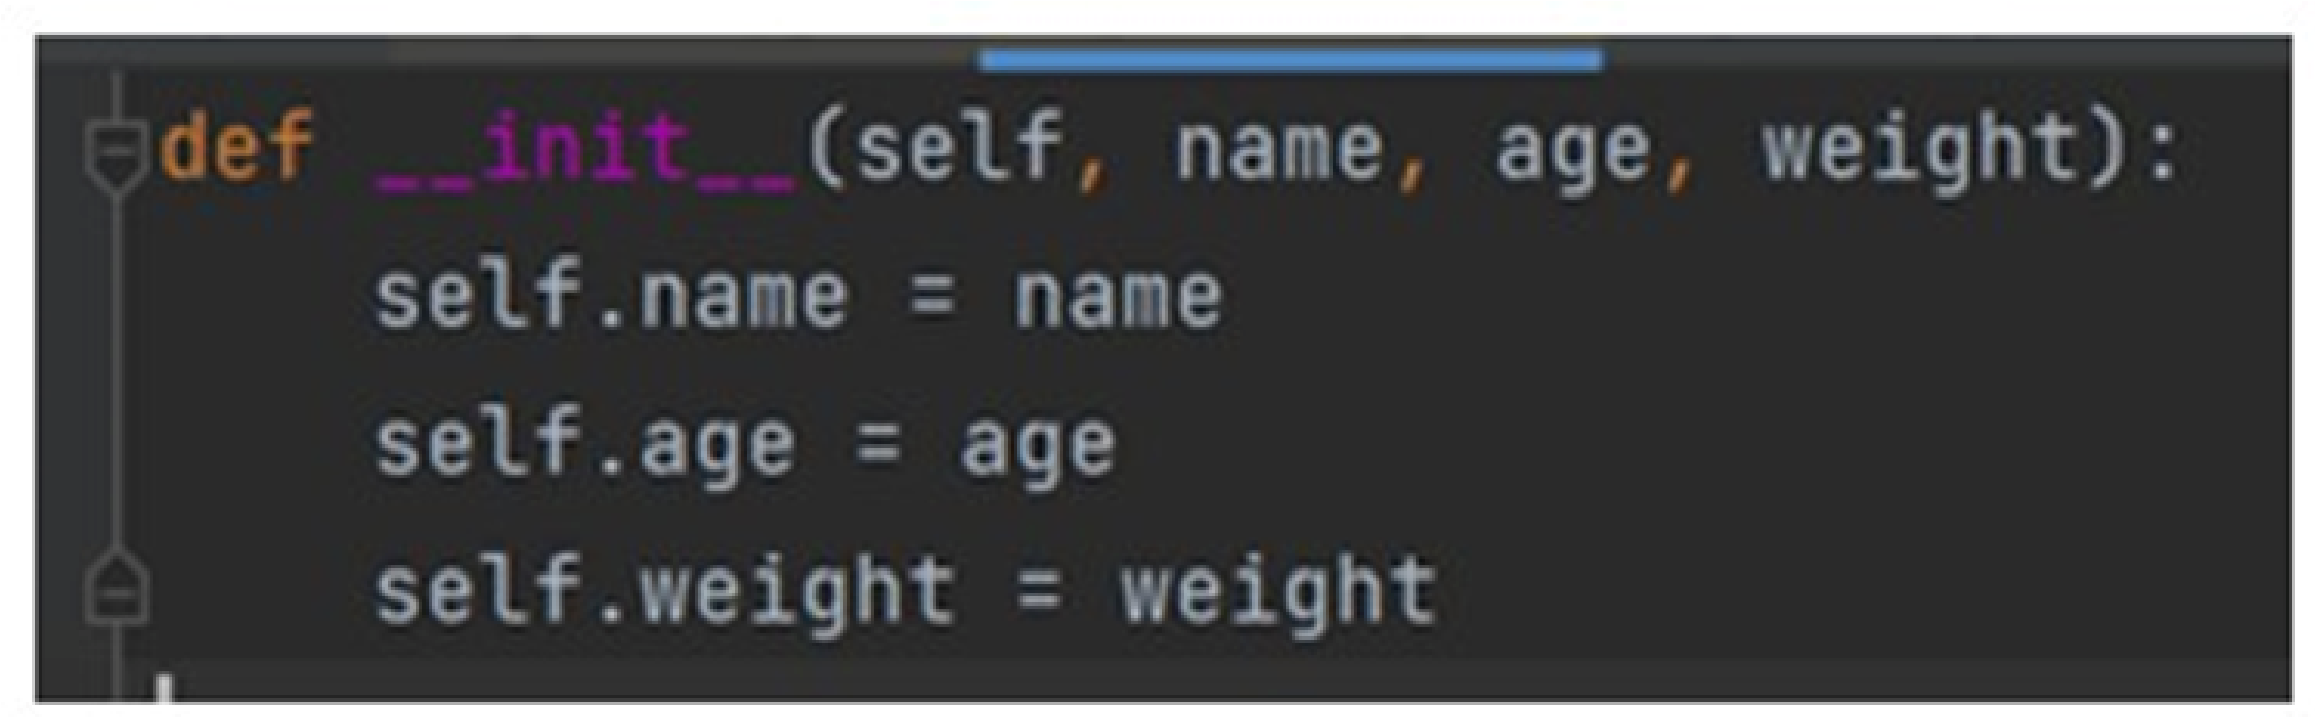 def __init__(self, name, age, weight):
    self.name = name
    self.age = age
    self.weight = weight